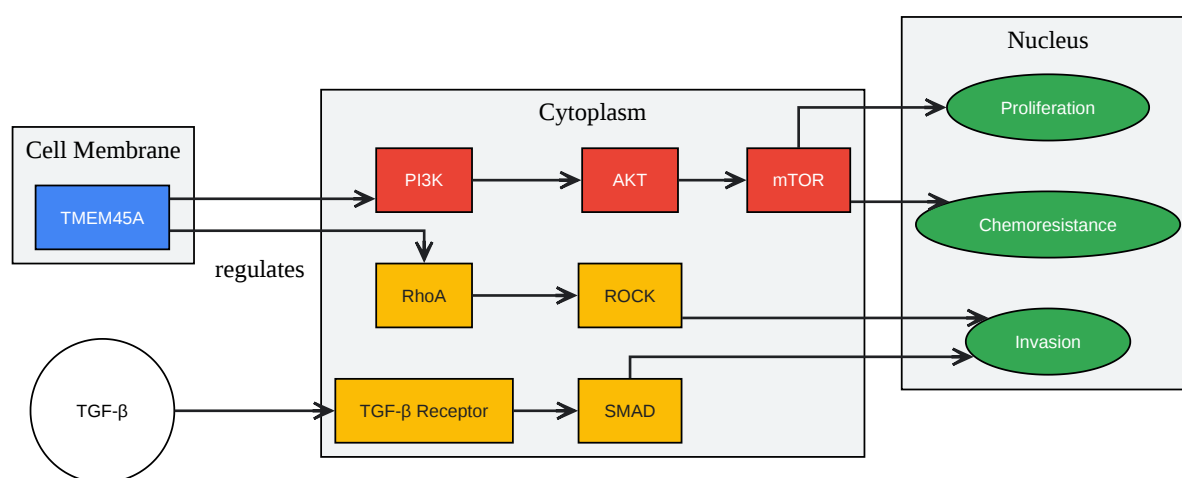 Nucleus
Proliferation
Chemoresistance
Invasion
Cytoplasm
PI3K
AKT
mTOR
RhoA
ROCK
TGF-β Receptor
SMAD
Cell Membrane
TMEM45A
regulates
TGF-β